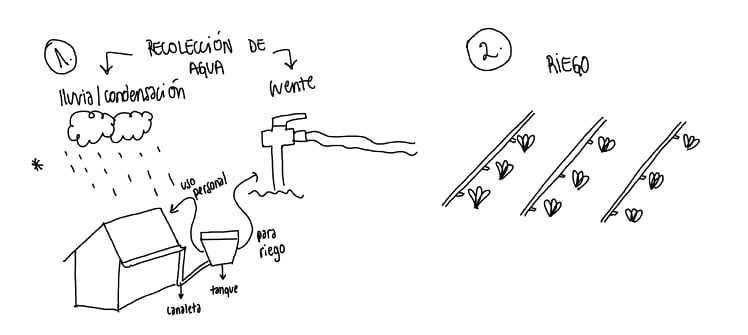 1.
RECOLECCIÓN DE
AGUA
lluvia/condensación
fuente
*
uso
personal
para
riego
tanque
canaleta
2.
RIEGO